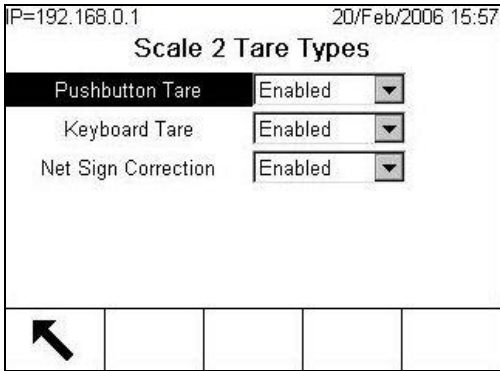 IP=192.168.0.1 20/Feb/2006 15:57
Scale 2 Tare Types
Pushbutton Tare Enabled
Keyboard Tare Enabled
Net Sign Correction Enabled